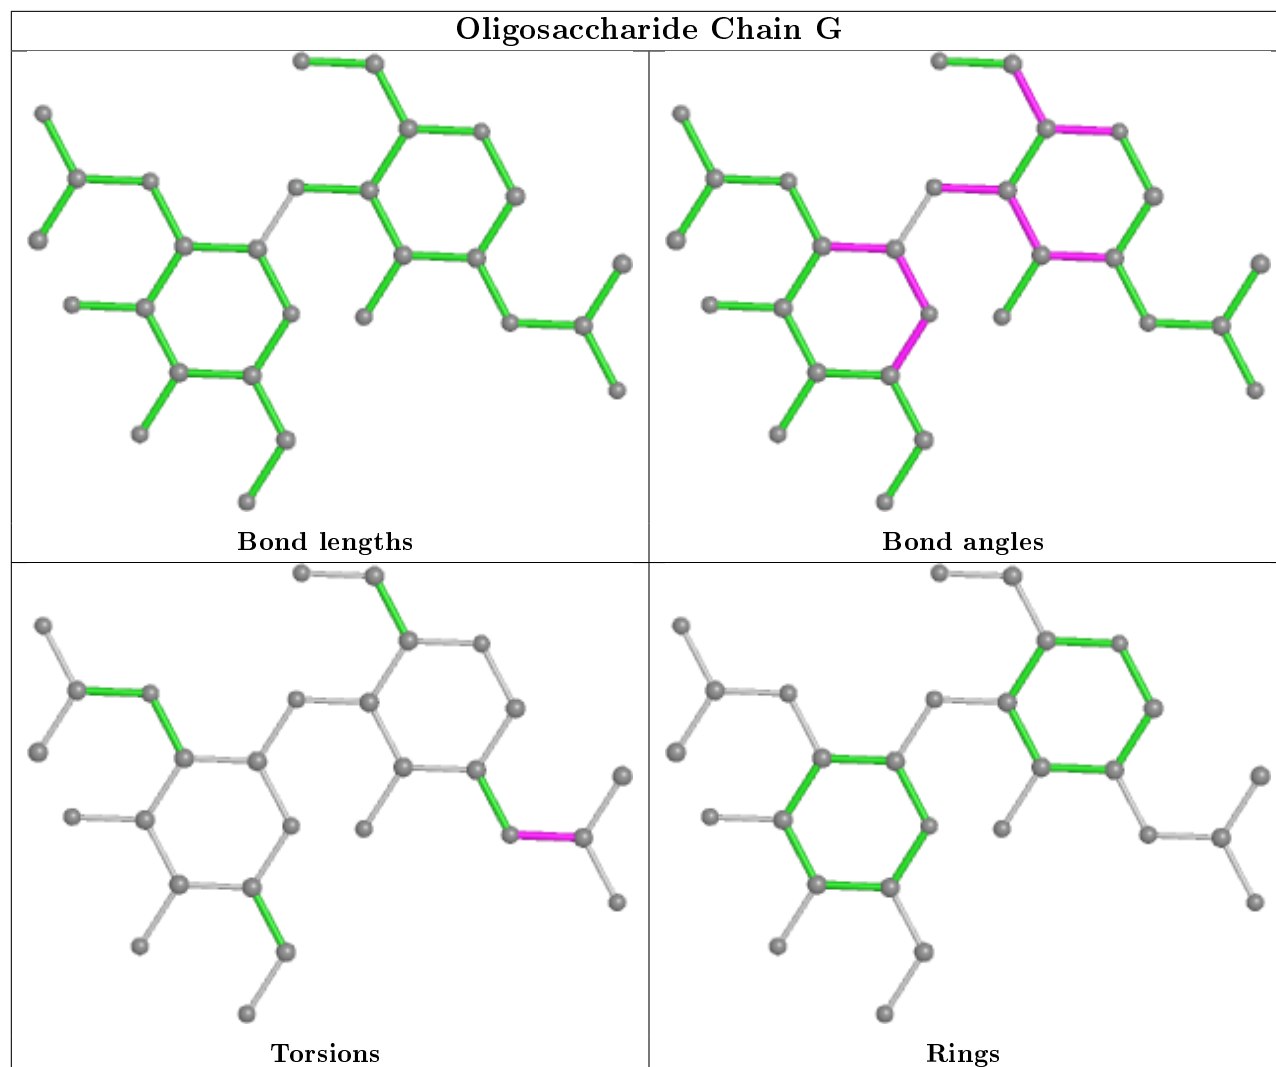 Oligosaccharide Chain G
Bond lengths
Bond angles
Torsions
Rings